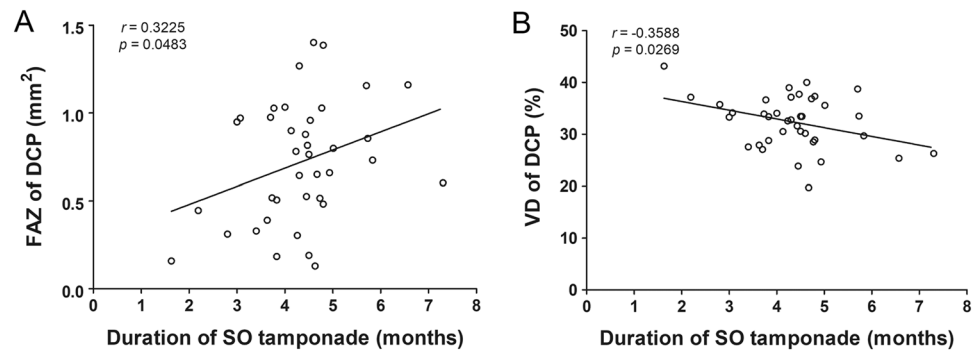 A
r = 0.3225
p = 0.0483
FAZ of DCP (mm²)
1.5
1.0
0.5
0.0
0 1 2 3 4 5 6 7 8
Duration of SO tamponade (months)
B
r = -0.3588
p = 0.0269
VD of DCP (%)
50
40
30
20
10
0
0 1 2 3 4 5 6 7 8
Duration of SO tamponade (months)